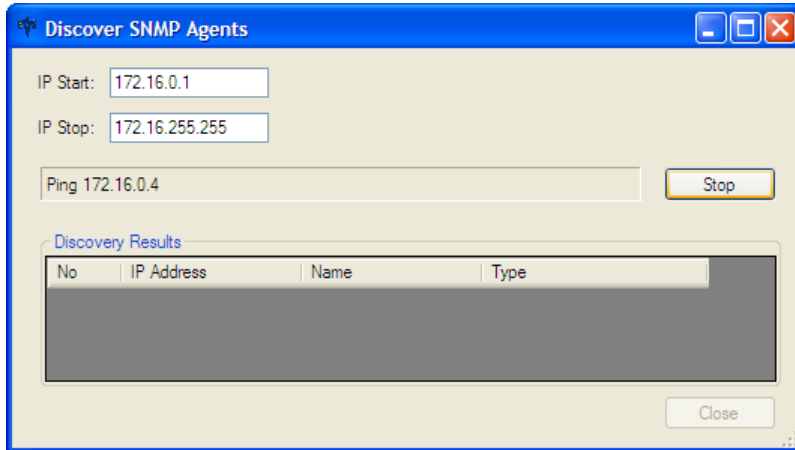 Discover SNMP Agents
IP Start: 172.16.0.1
IP Stop: 172.16.255.255
Ping 172.16.0.4 Stop
Discovery Results
No IP Address Name Type
Close